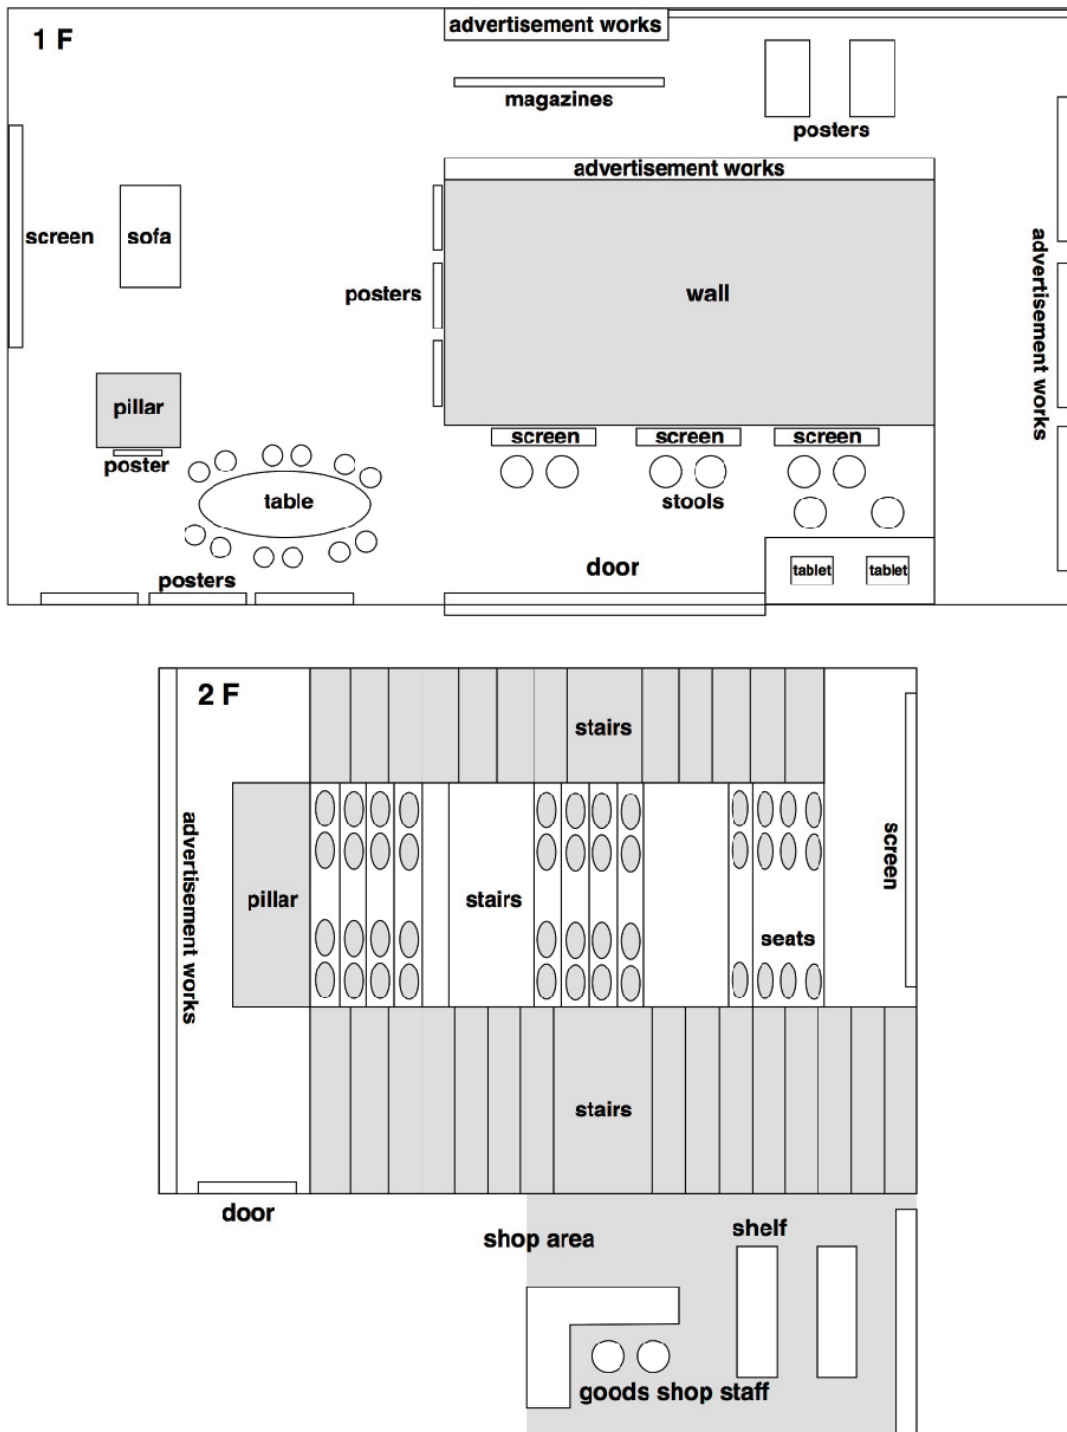 1 F
advertisement works
magazines
posters
advertisement works
screen
sofa
posters
wall
advertisement works
pillar
poster
screen
screen
screen
table
stools
posters
door
tablet
tablet
2 F
stairs
advertisement works
pillar
stairs
screen
seats
stairs
door
shop area
shelf
goods shop staff